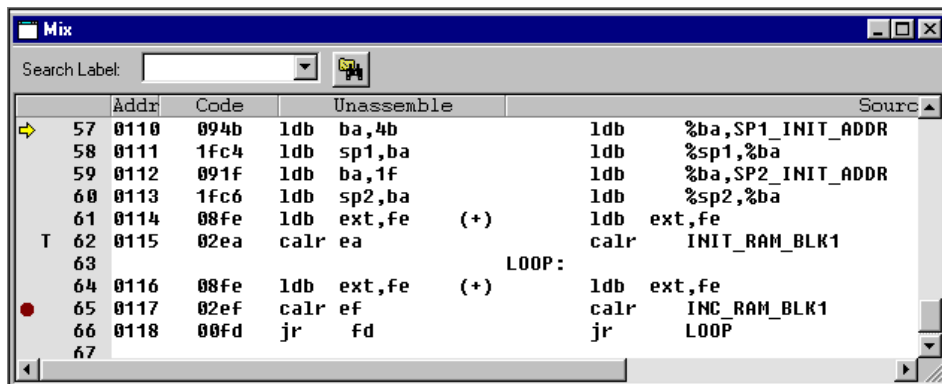 Mix
Search Label:
Addr Code Unassemble Sourc
57 0110 094b ldb ba,4b ldb %ba,SP1_INIT_ADDR
58 0111 1fc4 ldb sp1,ba ldb %sp1,%ba
59 0112 091f ldb ba,1f ldb %ba,SP2_INIT_ADDR
60 0113 1fc6 ldb sp2,ba ldb %sp2,%ba
61 0114 08fe ldb ext,fe (+) ldb ext,fe
T 62 0115 02ea calr ea calr INIT_RAM_BLK1
63 LOOP:
64 0116 08fe ldb ext,fe (+) ldb ext,fe
65 0117 02ef calr ef calr INC_RAM_BLK1
66 0118 00fd jr fd jr LOOP
67